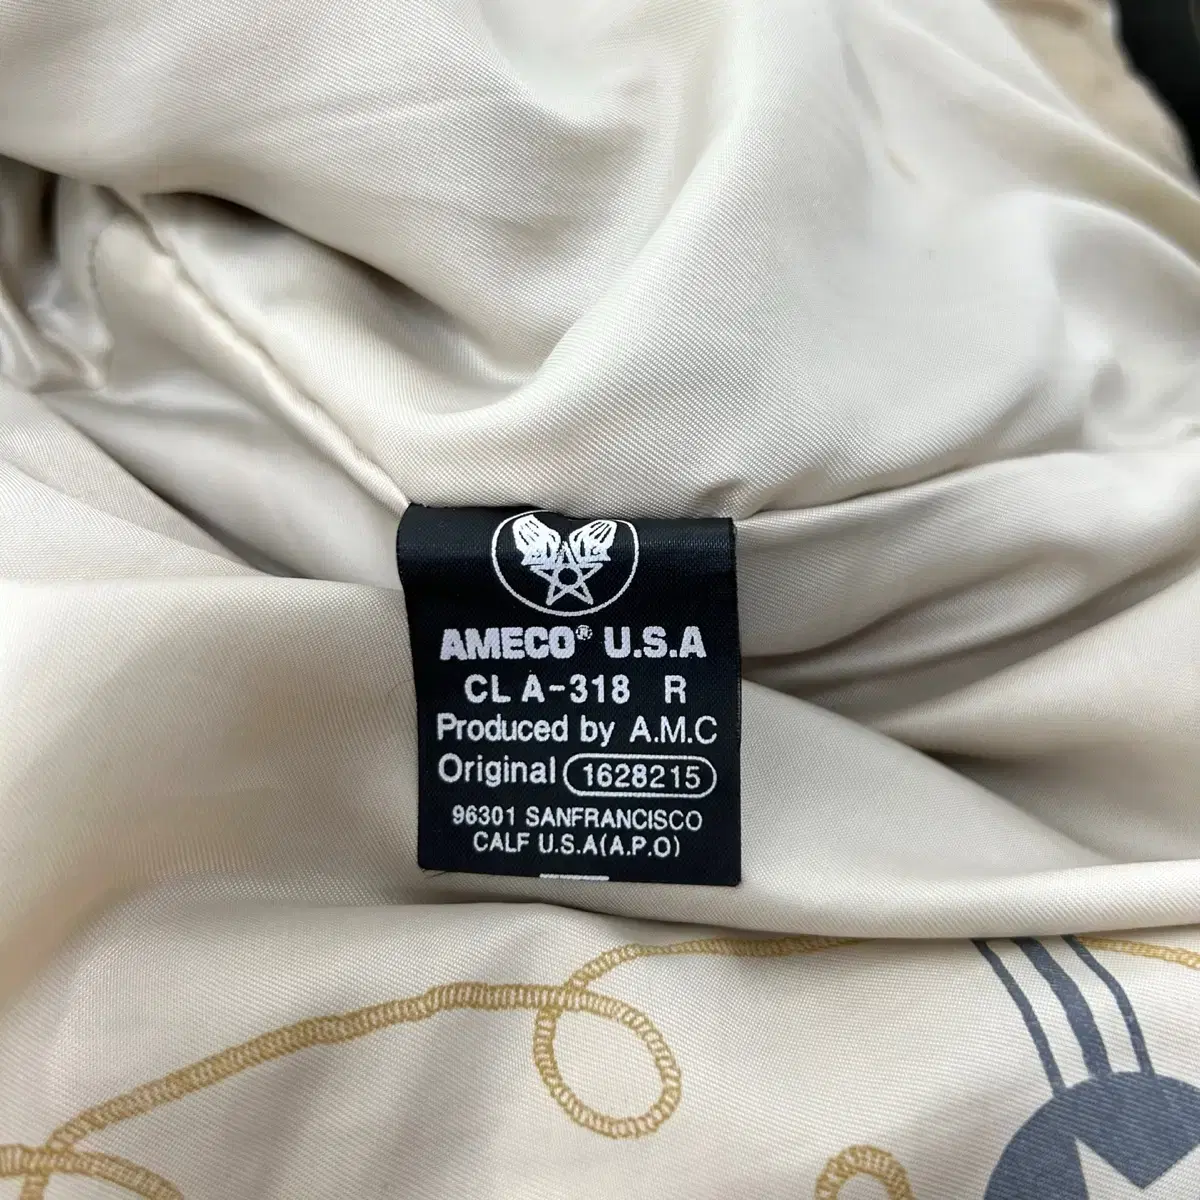 AMECO® U.S.A
CL A-318 R
Produced by A.M.C
Original 1628215
96301 SANFRANCISCO
CALF U.S.A(A.P.O)